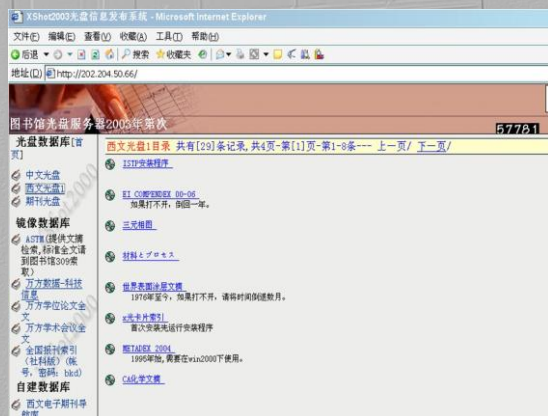 XShot2003光盘信息发布系统 - Microsoft Internet Explorer
文件(F) 编辑(E) 查看(V) 收藏(A) 工具(T) 帮助(H)
后退 搜索 收藏夹
地址(D) http://202.204.50.66/
图书馆光盘服务器2003年第次
57781
光盘数据库[首
页]
中文光盘
西文光盘1
期刊光盘
镜像数据库
ASTM(提供文摘
检索,标准全文请
到图书馆309索
取)
万方数据-科技
信息
万方学位论文全
文
万方学术会议全
文
全国报刊索引
(社科版)(帐
号,密码: bkd)
自建数据库
西文电子期刊导
西文光盘1目录 共有[29]条记录,共4页-第[1]页-第1-8条--- 上一页/ 下一页/
ISTP安装程序
EI COMPENDEX 00-06
如果打不开,倒回一年。
三元相图
材料とプロセス
世界表面涂层文摘
1976年至今,如果打不开,请将时间倒退数月。
e光卡片索引
首次安装先运行安装程序
METADEX 2004
1995年始,需要在win2000下使用。
CA化学文摘